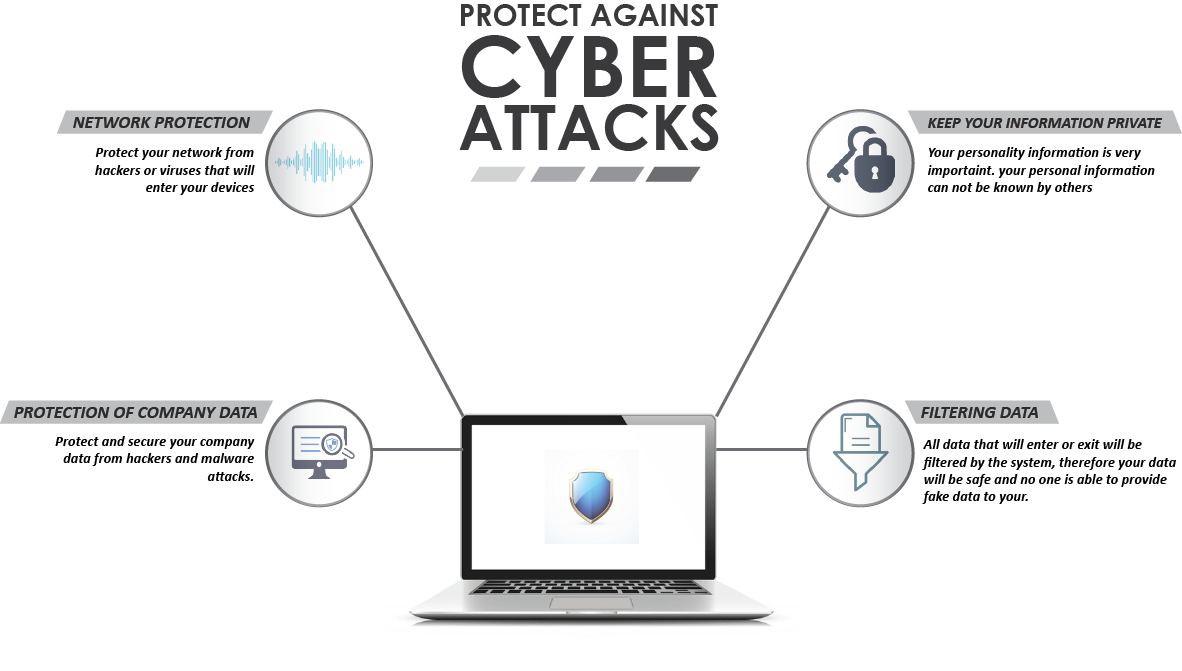 PROTECT AGAINST
CYBER
ATTACKS
NETWORK PROTECTION
Protect your network from
hackers or viruses that will
enter your devices
KEEP YOUR INFORMATION PRIVATE
Your personality information is very
importaint. your personal information
can not be known by others
PROTECTION OF COMPANY DATA
Protect and secure your company
data from hackers and malware
attacks.
FILTERING DATA
All data that will enter or exit will be
filtered by the system, therefore your data
will be safe and no one is able to provide
fake data to your.